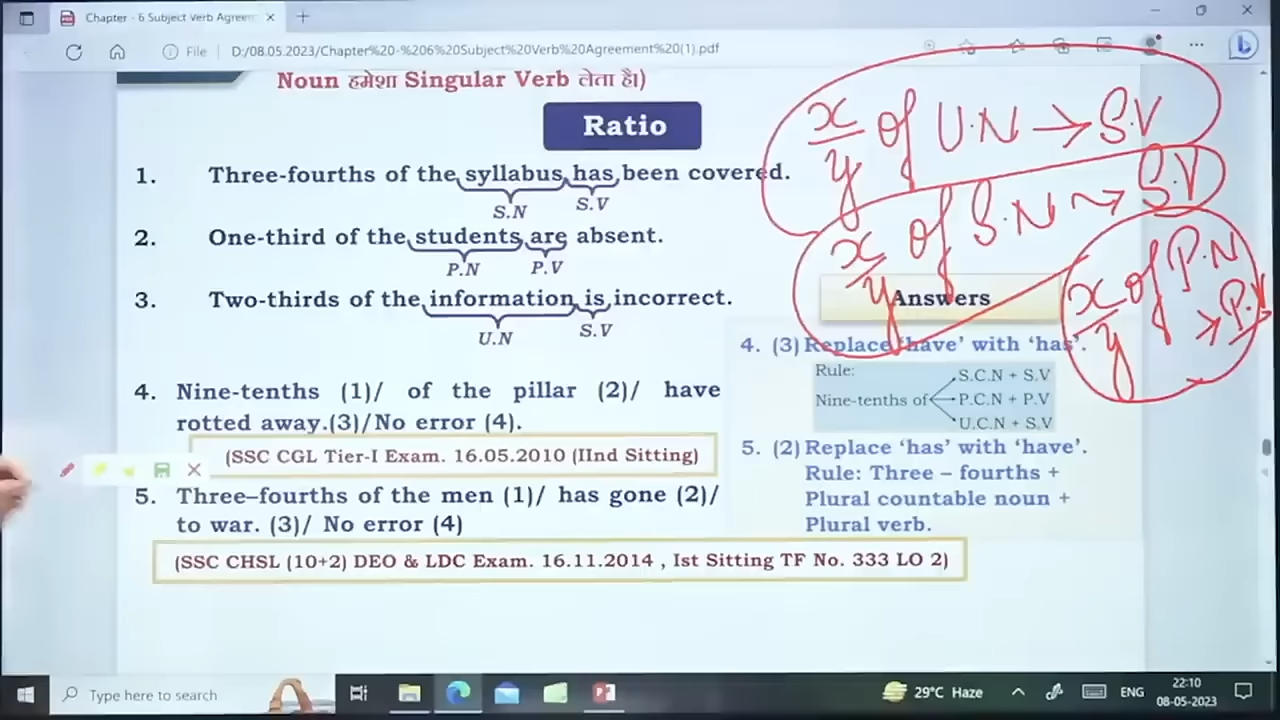 Chapter - 6 Subject Verb Agreem
File
D:/08.05.2023/Chapter%20-%206%20Subject%20Verb%20Agreement%20(1).pdf
Noun हमेशा Singular Verb लेता है।)
Ratio
x/y of U.N → S.V
x/y of S.N → S.V
x/y of P.N → P.V
1. Three-fourths of the syllabus has been covered.
S.N S.V
2. One-third of the students are absent.
P.N P.V
3. Two-thirds of the information is incorrect.
U.N S.V
4. Nine-tenths (1)/ of the pillar (2)/ have
rotted away.(3)/No error (4).
(SSC CGL Tier-I Exam. 16.05.2010 (IInd Sitting)
5. Three–fourths of the men (1)/ has gone (2)/
to war. (3)/ No error (4)
(SSC CHSL (10+2) DEO & LDC Exam. 16.11.2014 , Ist Sitting TF No. 333 LO 2)
Answers
4. (3) Replace 'have' with 'has'.
Rule:
Nine-tenths of
S.C.N + S.V
P.C.N + P.V
U.C.N + S.V
5. (2) Replace 'has' with 'have'.
Rule: Three – fourths +
Plural countable noun +
Plural verb.
Type here to search
29°C Haze
ENG
22:10
08-05-2023